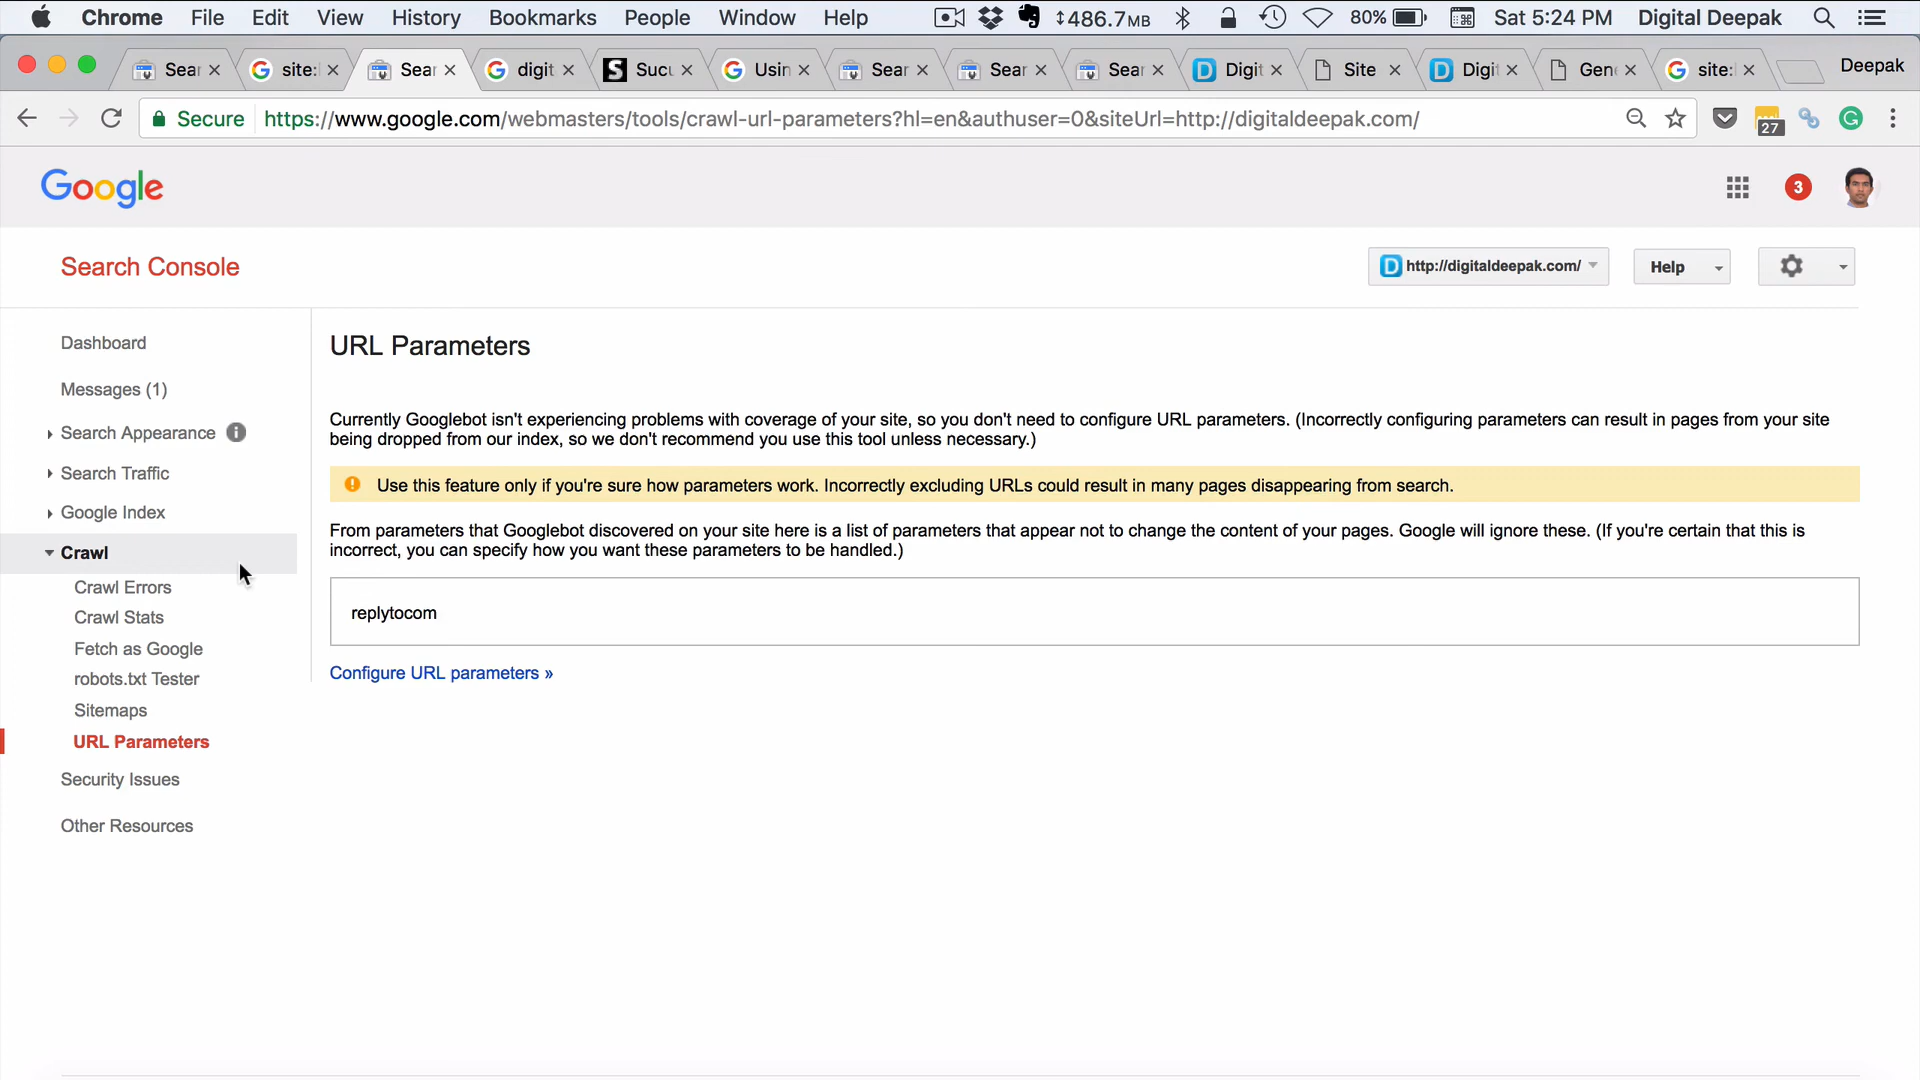 Chrome File Edit View History Bookmarks People Window Help 486.7MB 80% Sat 5:24 PM Digital Deepak
Sear site: Sear digit S Sucu Usin Sear Sear Sear D Digit Site D Digi Gene site: Deepak
Secure https://www.google.com/webmasters/tools/crawl-url-parameters?hl=en&authuser=0&siteUrl=http://digitaldeepak.com/ 27
Google 3
Search Console D http://digitaldeepak.com/ Help
Dashboard
Messages (1)
Search Appearance i
Search Traffic
Google Index
Crawl
Crawl Errors
Crawl Stats
Fetch as Google
robots.txt Tester
Sitemaps
URL Parameters
Security Issues
Other Resources
URL Parameters
Currently Googlebot isn't experiencing problems with coverage of your site, so you don't need to configure URL parameters. (Incorrectly configuring parameters can result in pages from your site
being dropped from our index, so we don't recommend you use this tool unless necessary.)
Use this feature only if you're sure how parameters work. Incorrectly excluding URLs could result in many pages disappearing from search.
From parameters that Googlebot discovered on your site here is a list of parameters that appear not to change the content of your pages. Google will ignore these. (If you're certain that this is
incorrect, you can specify how you want these parameters to be handled.)
replytocom
Configure URL parameters »